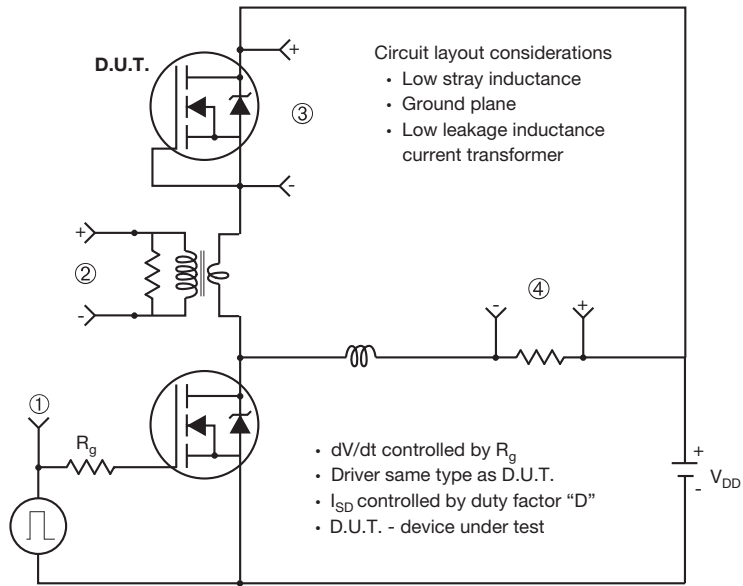 D.U.T.
+
Circuit layout considerations
• Low stray inductance
• Ground plane
• Low leakage inductance
current transformer
③
-
+
②
-
④
-
+
①
Rg
• dV/dt controlled by Rg
• Driver same type as D.U.T.
• ISD controlled by duty factor “D”
• D.U.T. - device under test
+
-
VDD